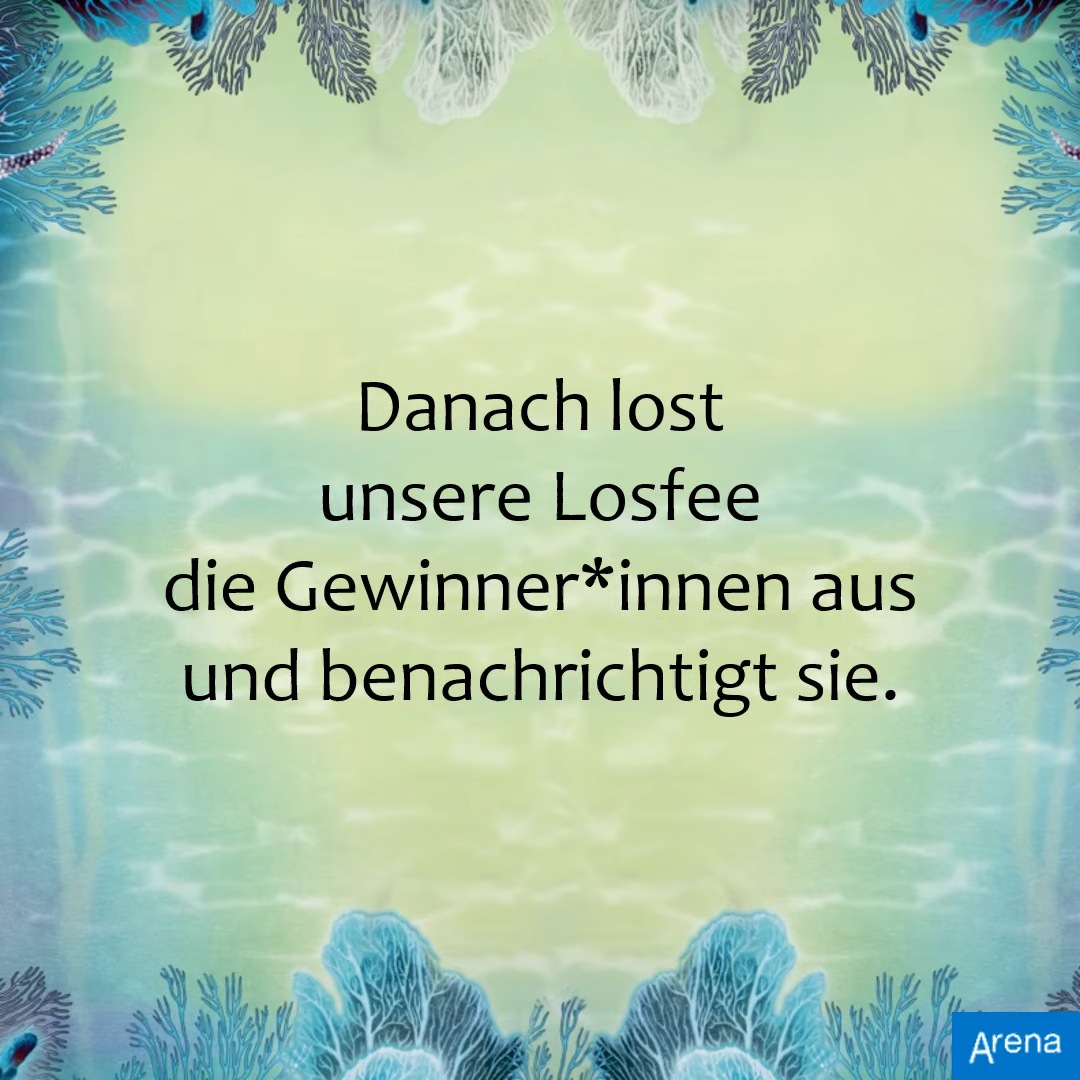 Danach lost
unsere Losfee
die Gewinner*innen aus
und benachrichtigt sie.
Arena